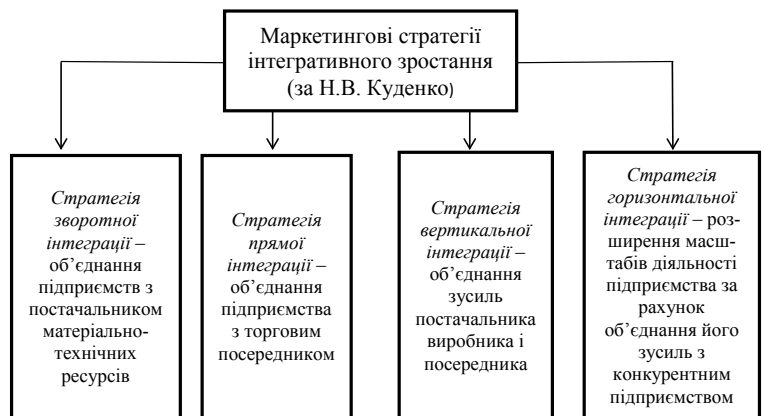 Маркетингові стратегії
інтегративного зростання
(за Н.В. Куденко)
Стратегія
зворотної
інтеграції –
об’єднання
підприємств з
постачальником
матеріально-
технічних
ресурсів
Стратегія
прямої
інтеграції –
об’єднання
підприємства
з торговим
посередником
Стратегія
вертикальної
інтеграції –
об’єднання
зусиль
постачальника
виробника і
посередника
Стратегія
горизонтальної
інтеграції – роз-
ширення масш-
табів діяльності
підприємства за
рахунок
об’єднання його
зусиль з
конкурентним
підприємством